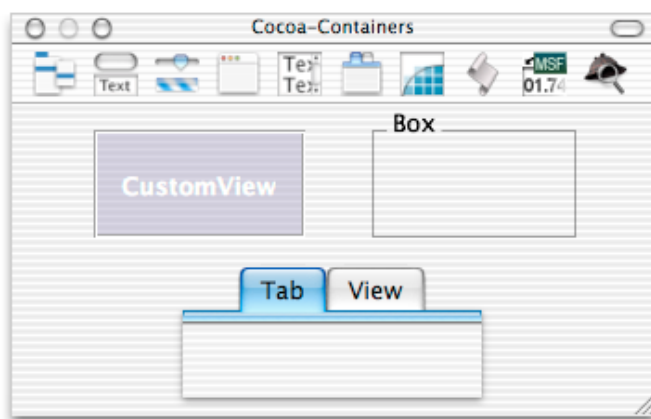 Cocoa-Containers
Text
Tex
Tex
MSF
01.74
Box
CustomView
Tab View